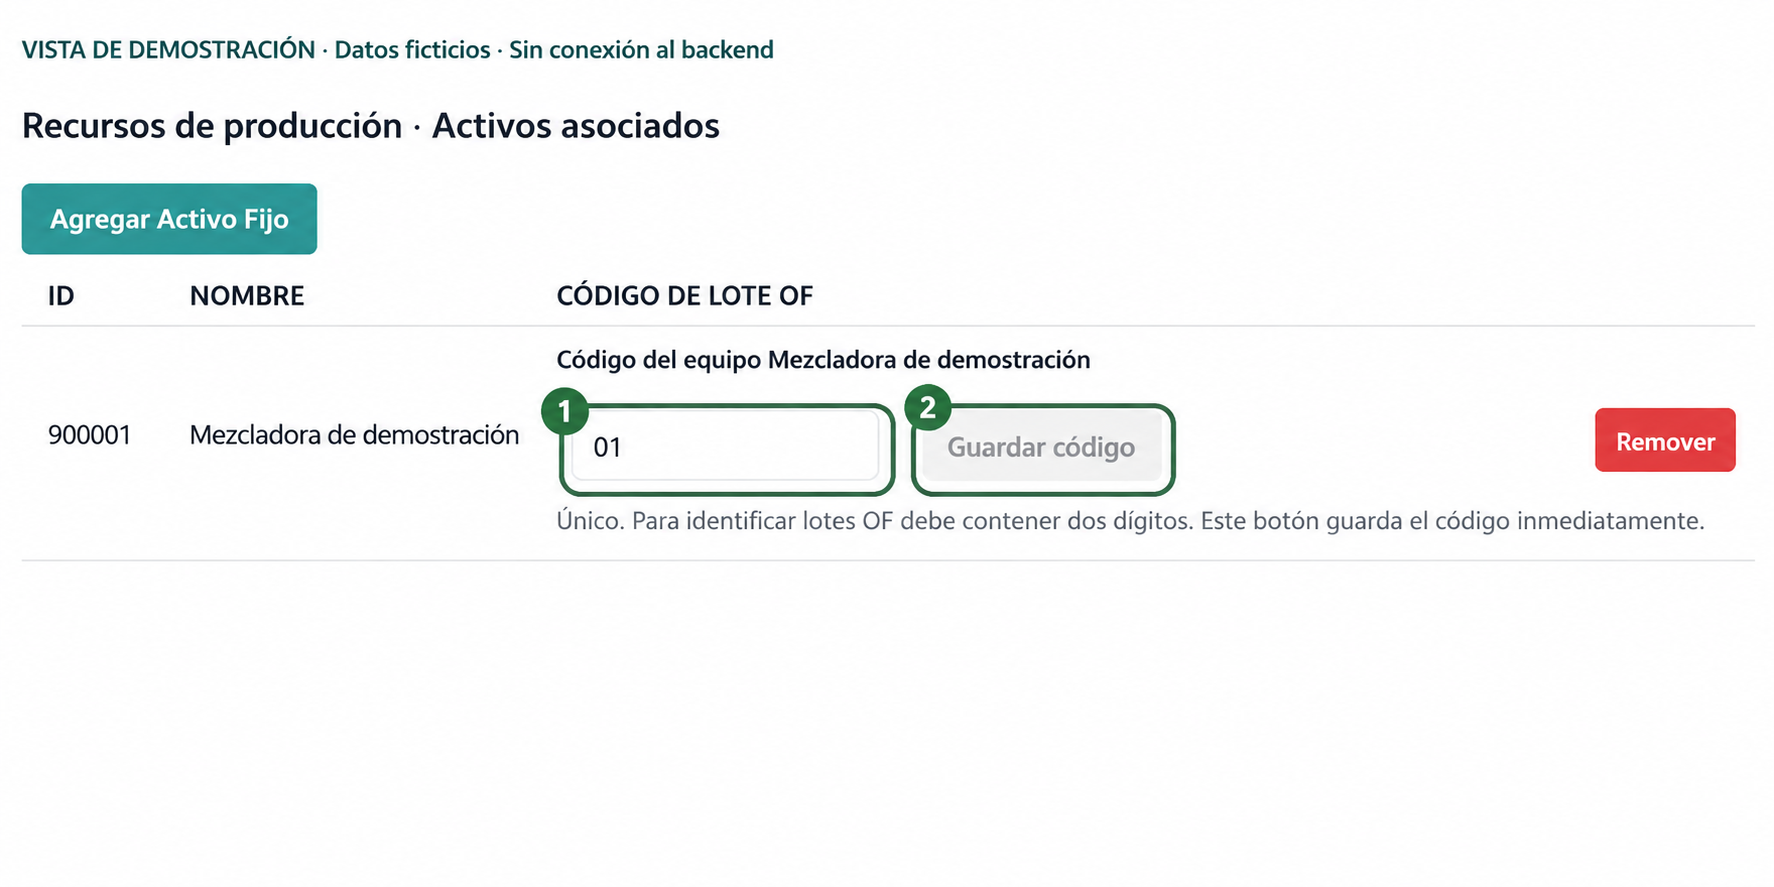 VISTA DE DEMOSTRACIÓN · Datos ficticios · Sin conexión al backend
Recursos de producción · Activos asociados
Agregar Activo Fijo
ID NOMBRE CÓDIGO DE LOTE OF
Código del equipo Mezcladora de demostración
1 2
900001 Mezcladora de demostración 01 Guardar código Remover
Único. Para identificar lotes OF debe contener dos dígitos. Este botón guarda el código inmediatamente.